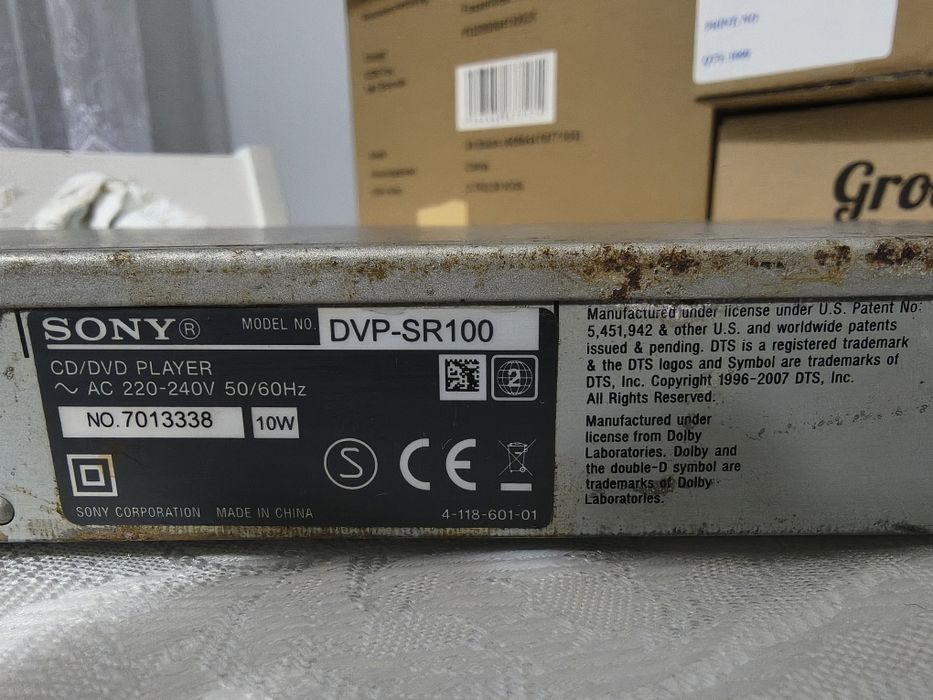 Gro
SONY®
MODEL NO. DVP-SR100
CD/DVD PLAYER
~ AC 220-240V 50/60Hz
2
NO.7013338
10W
S
CE
SONY CORPORATION MADE IN CHINA
4-118-601-01
Manufactured under license under U.S. Patent No:
5,451,942 & other U.S. and worldwide patents
issued & pending. DTS is a registered trademark
& the DTS logos and Symbol are trademarks of
DTS, Inc. Copyright 1996-2007 DTS, Inc.
All Rights Reserved.
Manufactured under
license from Dolby
Laboratories. Dolby and
the double-D symbol are
trademarks of Dolby
Laboratories.